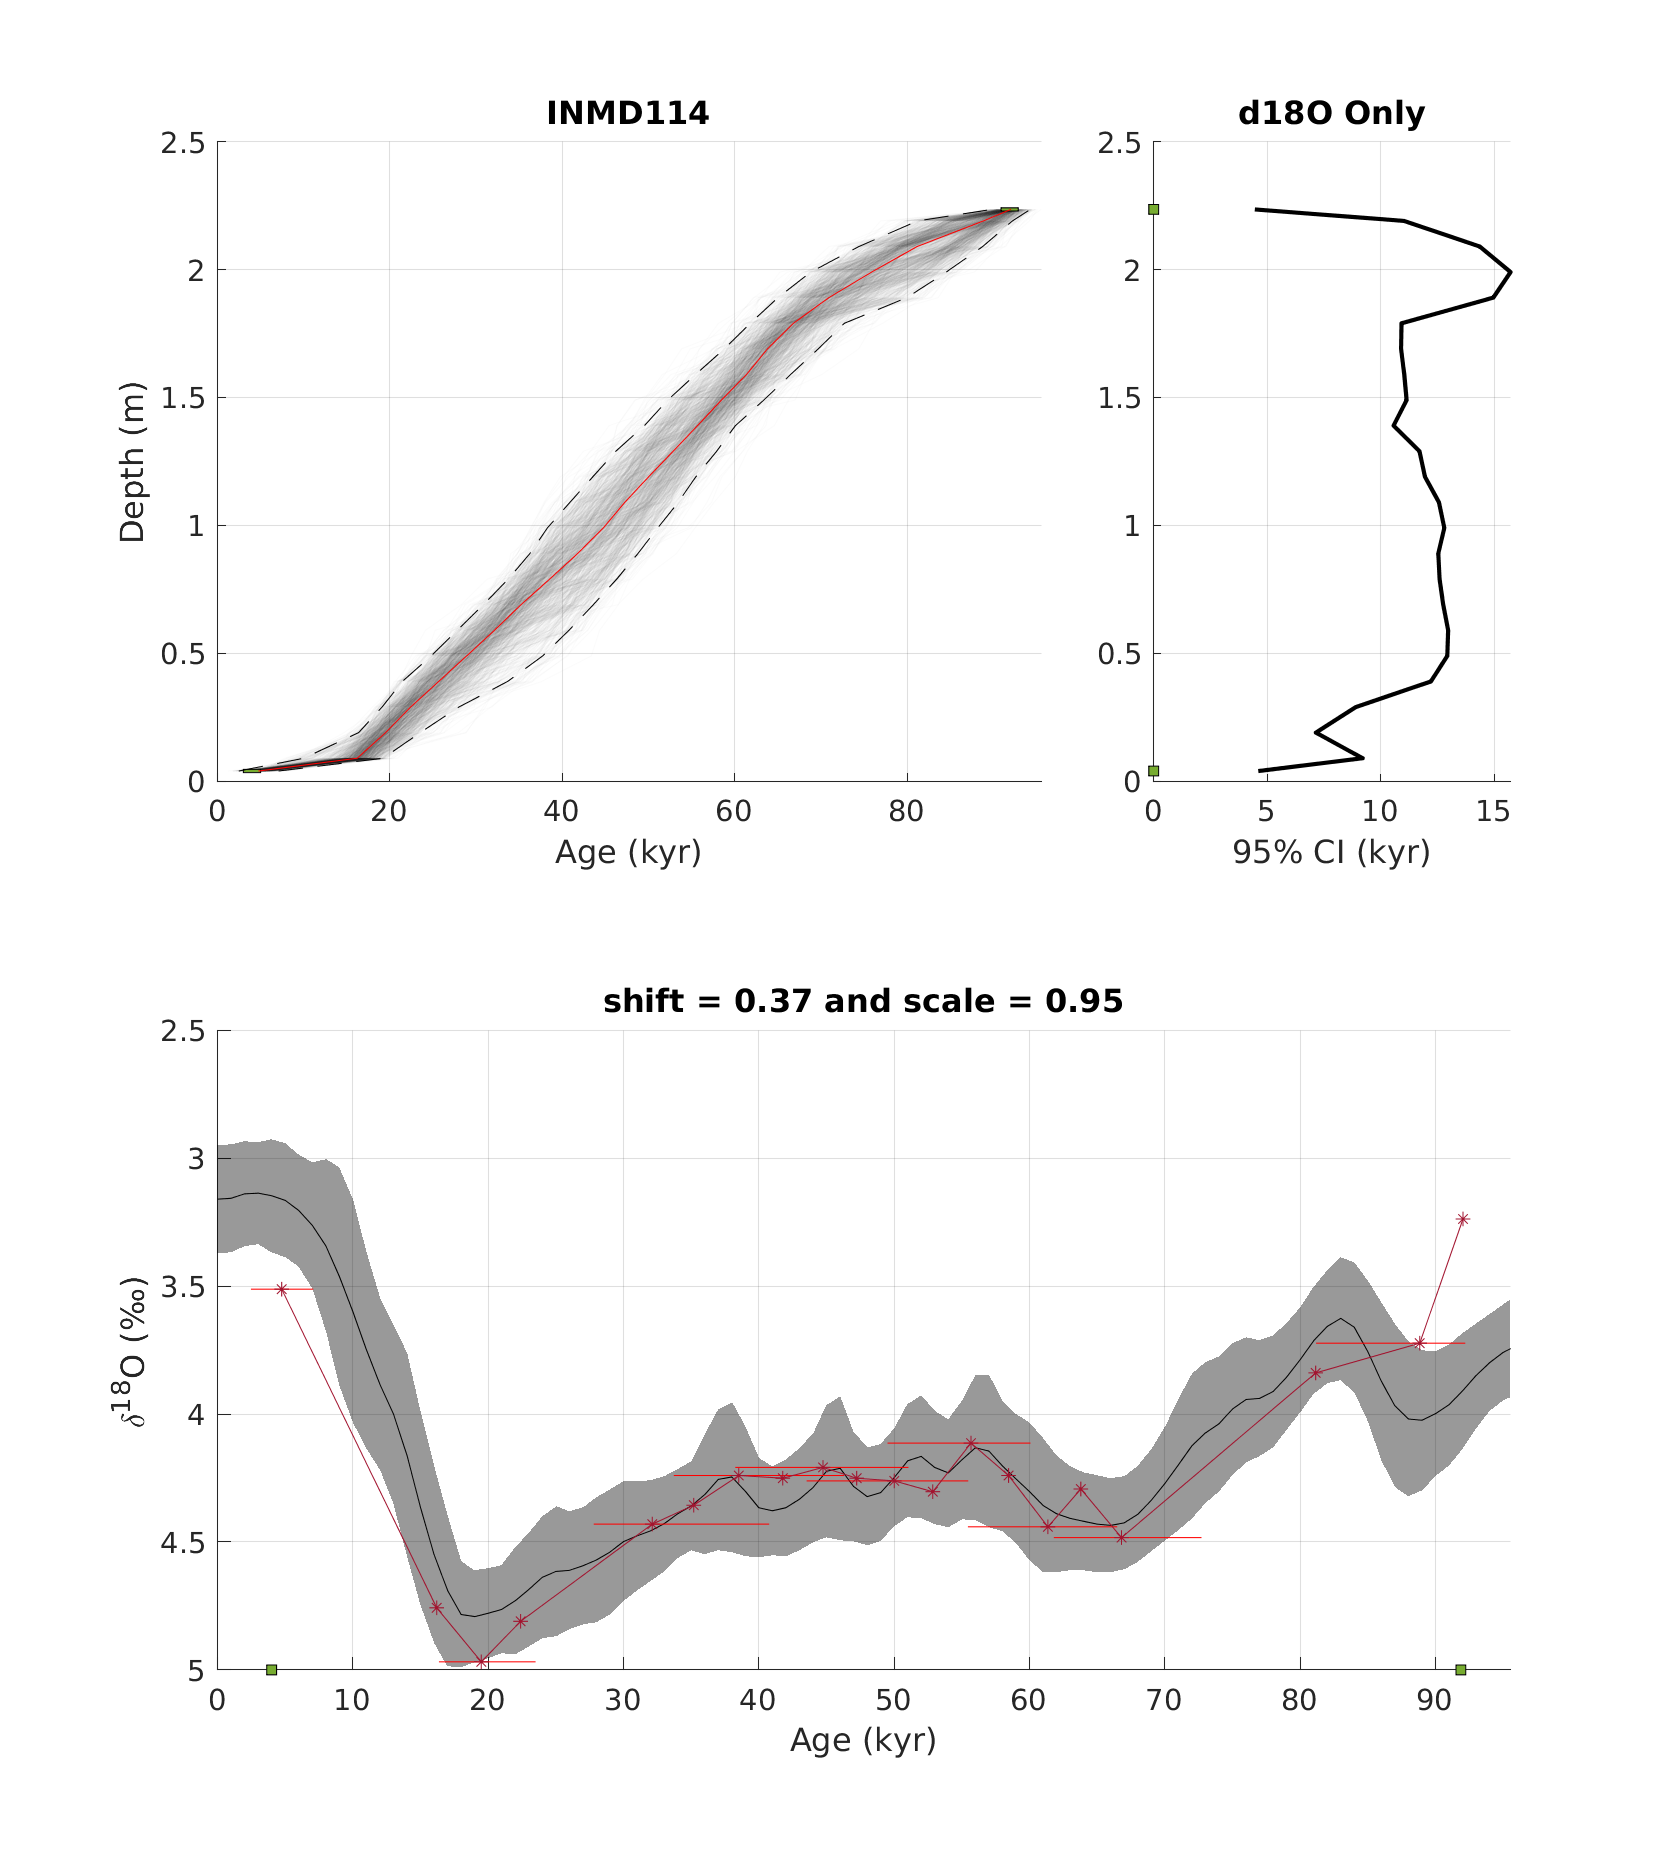 INMD114
2.5
2
1.5
1
0.5
0
Depth (m)
0 20 40 60 80
Age (kyr)
d18O Only
2.5
2
1.5
1
0.5
0
0 5 10 15
95% CI (kyr)
shift = 0.37 and scale = 0.95
2.5
3
3.5
4
4.5
5
δ¹⁸O (‰)
0 10 20 30 40 50 60 70 80 90
Age (kyr)